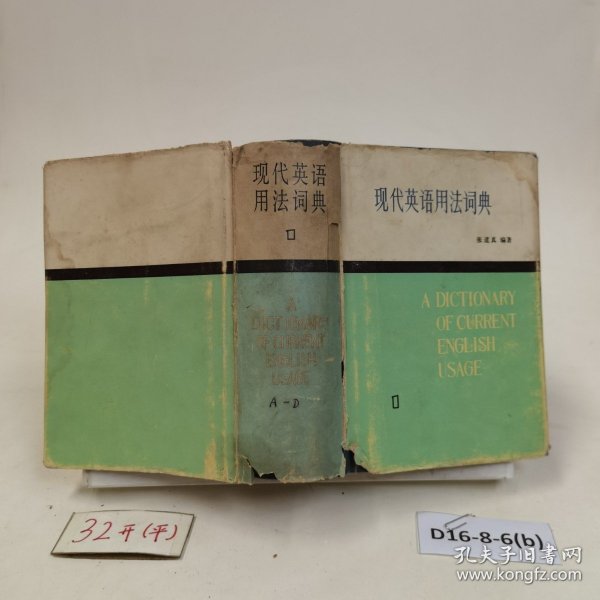 现代英语
用法词典
A
DICTIONARY
OF CURRENT
ENGLISH
USAGE
A-D
现代英语用法词典
张道真 编著
A DICTIONARY
OF CURRENT
ENGLISH
USAGE
32开(平)
D16-8-6(b)
孔夫子旧书网
www.kongfz.com